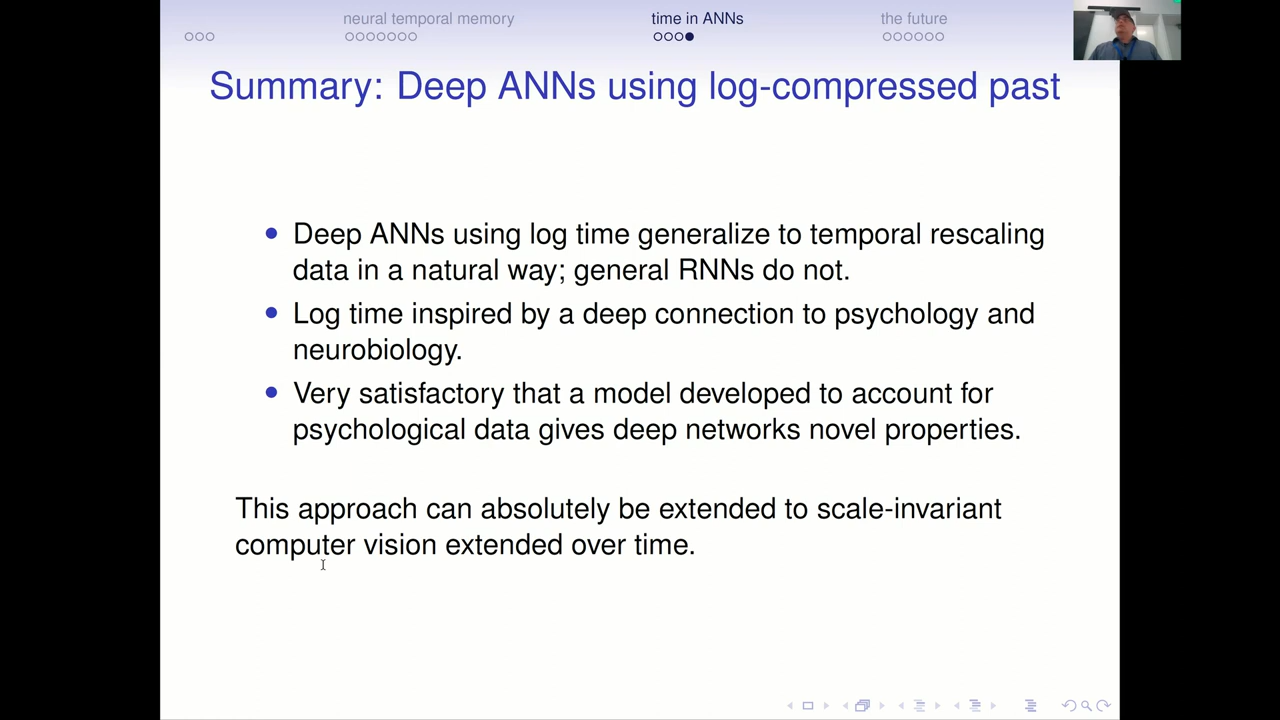 neural temporal memory
time in ANNs
the future
Summary: Deep ANNs using log-compressed past
Deep ANNs using log time generalize to temporal rescaling
data in a natural way; general RNNs do not.
Log time inspired by a deep connection to psychology and
neurobiology.
Very satisfactory that a model developed to account for
psychological data gives deep networks novel properties.
This approach can absolutely be extended to scale-invariant
computer vision extended over time.